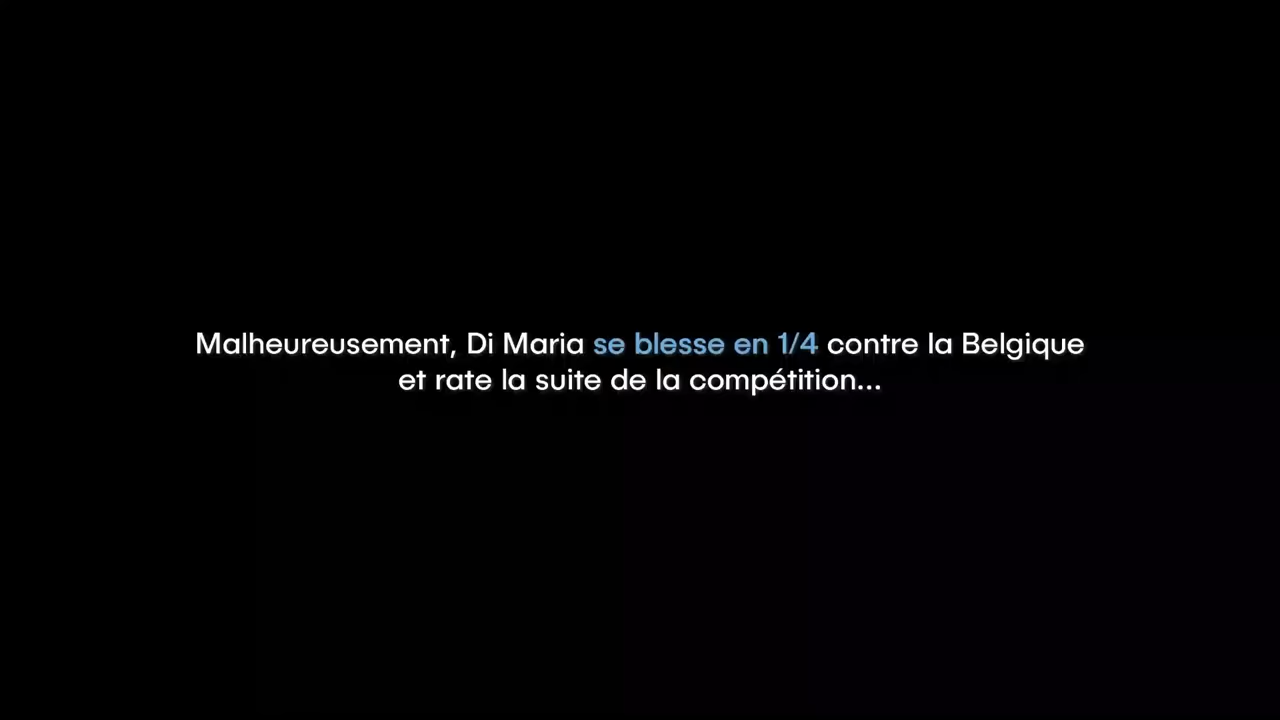 Malheureusement, Di Maria se blesse en 1/4 contre la Belgique
et rate la suite de la compétition...